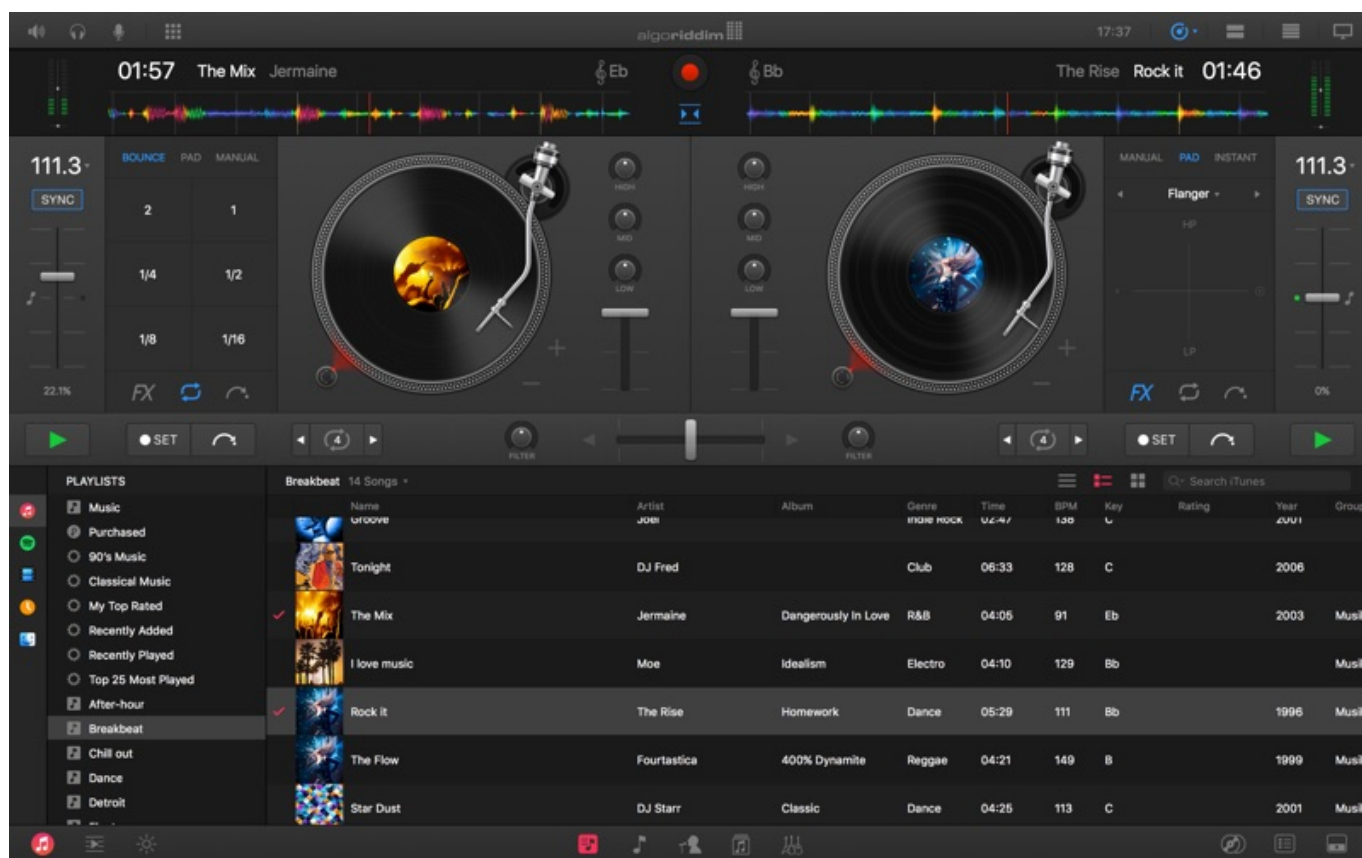 algoriddim
17:37
01:57 The Mix Jermaine Eb
Bb The Rise Rock it 01:46
111.3
SYNC
22.1%
BOUNCE PAD MANUAL
2 1
1/4 1/2
1/8 1/16
FX
HIGH
MID
LOW
HIGH
MID
LOW
MANUAL PAD INSTANT
Flanger
HP
LP
FX
111.3
SYNC
0%
SET
4
FILTER
FILTER
4
SET
PLAYLISTS
Music
Purchased
90's Music
Classical Music
My Top Rated
Recently Added
Recently Played
Top 25 Most Played
After-hour
Breakbeat
Chill out
Dance
Detroit
Breakbeat 14 Songs
Search iTunes
Name Artist Album Genre Time BPM Key Rating Year Grou
Groove Joel Indie Rock 02:47 138 C 2001
Tonight DJ Fred Club 06:33 128 C 2006
The Mix Jermaine Dangerously In Love R&B 04:05 91 Eb 2003 Musi
I love music Moe Idealism Electro 04:10 129 Bb Musi
Rock it The Rise Homework Dance 05:29 111 Bb 1996 Musi
The Flow Fourtastica 400% Dynamite Reggae 04:21 149 B 1999 Musi
Star Dust DJ Starr Classic Dance 04:25 113 C 2001 Musi